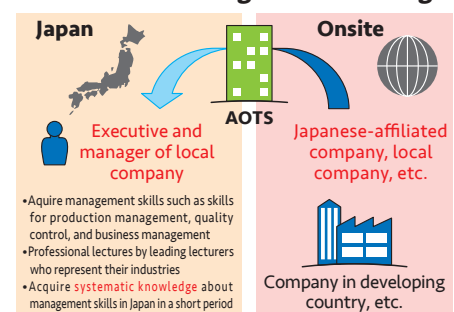 Japan
Onsite
AOTS
Executive and
manager of local
company
•Aquire management skills such as skills
for production management, quality
control, and business management
•Professional lectures by leading lecturers
who represent their industries
•Acquire systematic knowledge about
management skills in Japan in a short period
Japanese-affiliated
company, local
company, etc.
Company in developing
country, etc.